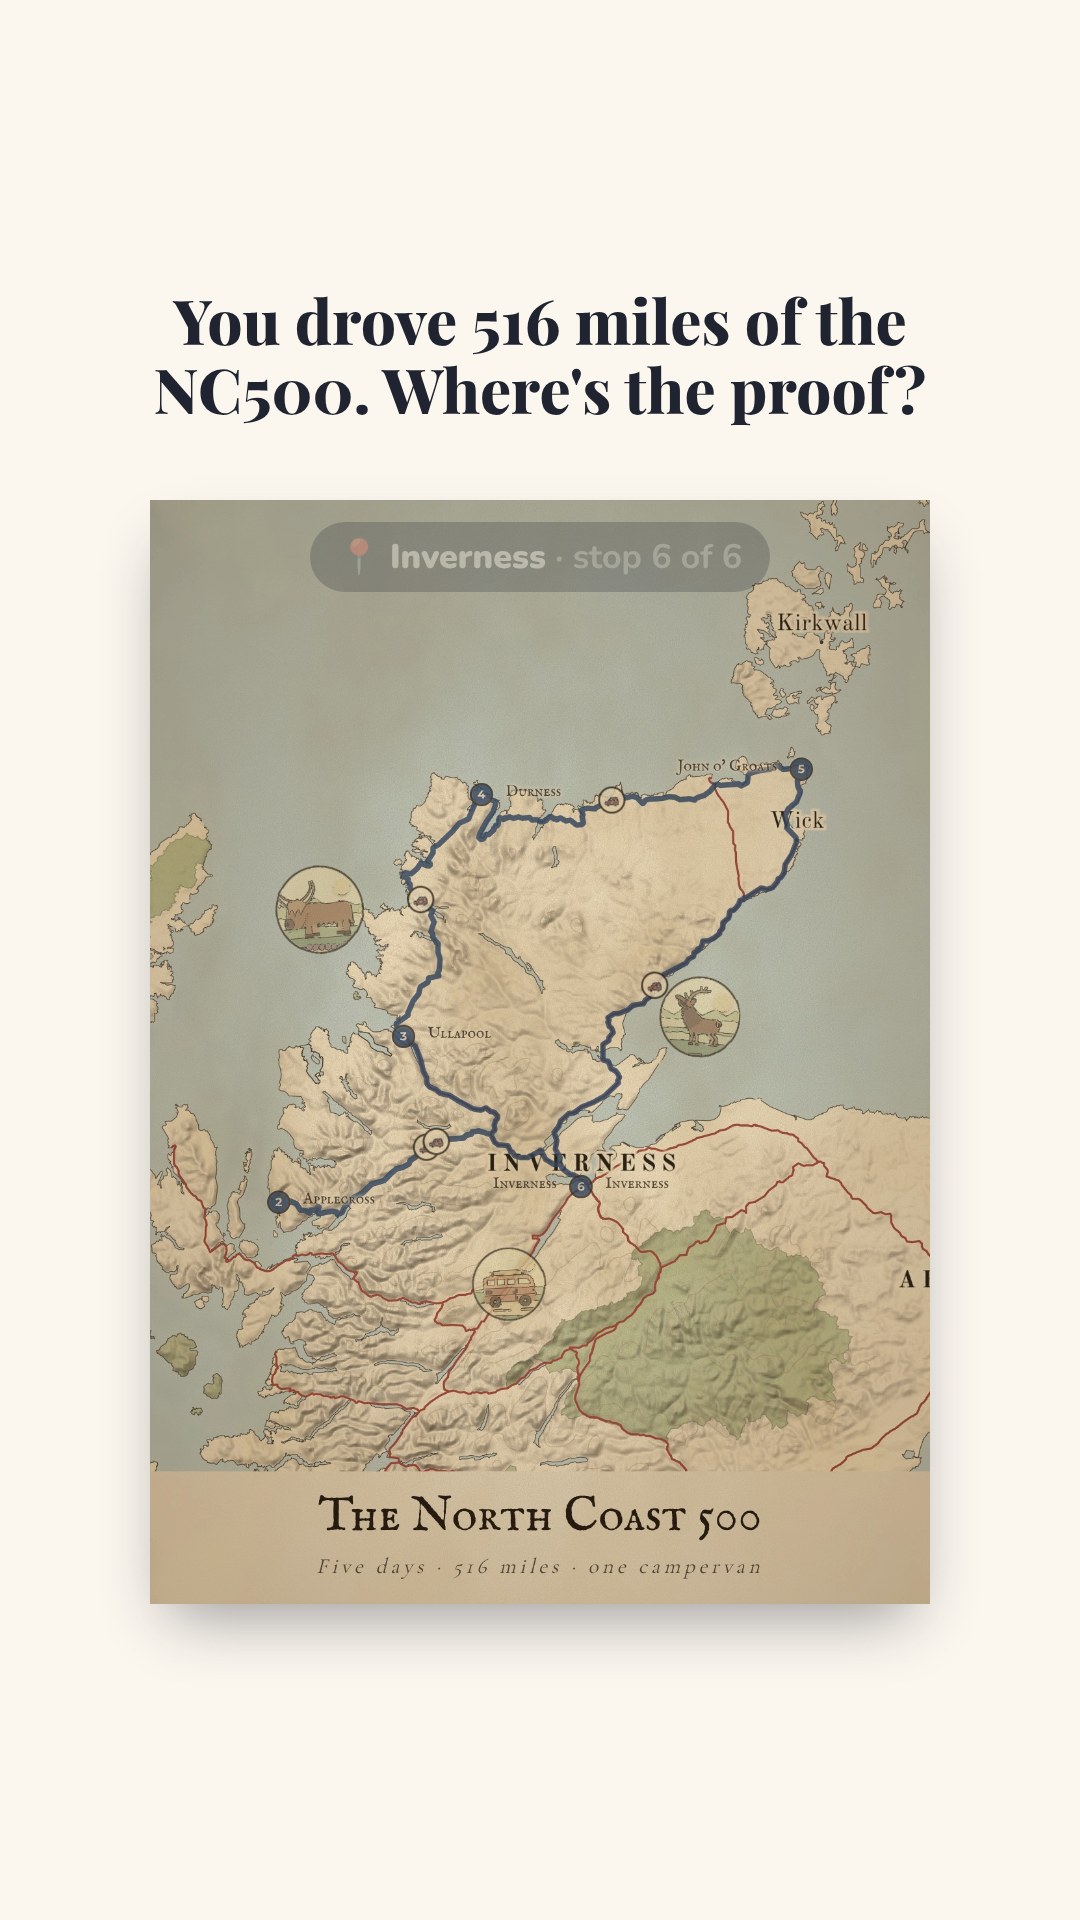 You drove 516 miles of the
NC500. Where's the proof?
Inverness · stop 6 of 6
Kirkwall
John o' Groats
5
4
Durness
Wick
3
Ullapool
INVERNESS
Inverness
6
Inverness
2
Applecross
The North Coast 500
Five days · 516 miles · one campervan